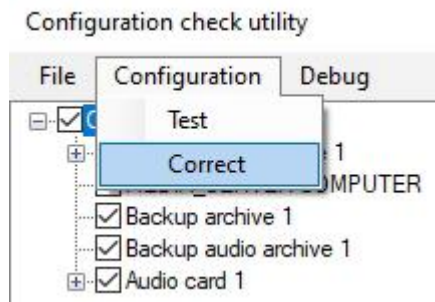 Configuration check utility
File Configuration Debug
Test
Correct
1
COMPUTER
Backup archive 1
Backup audio archive 1
Audio card 1